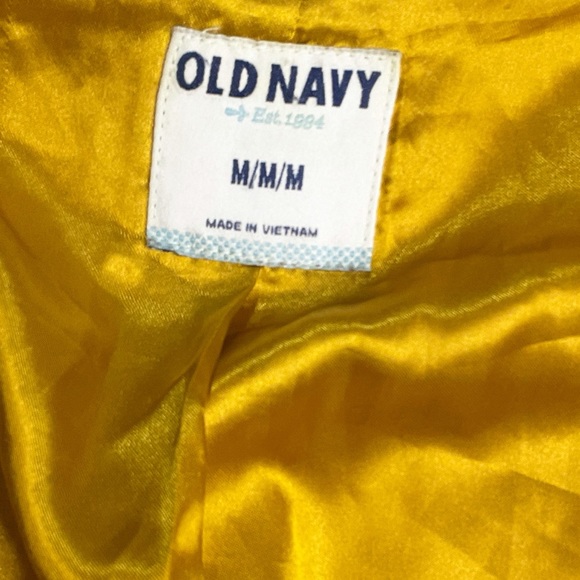 OLD NAVY
Est. 1994
M/M/M
MADE IN VIETNAM